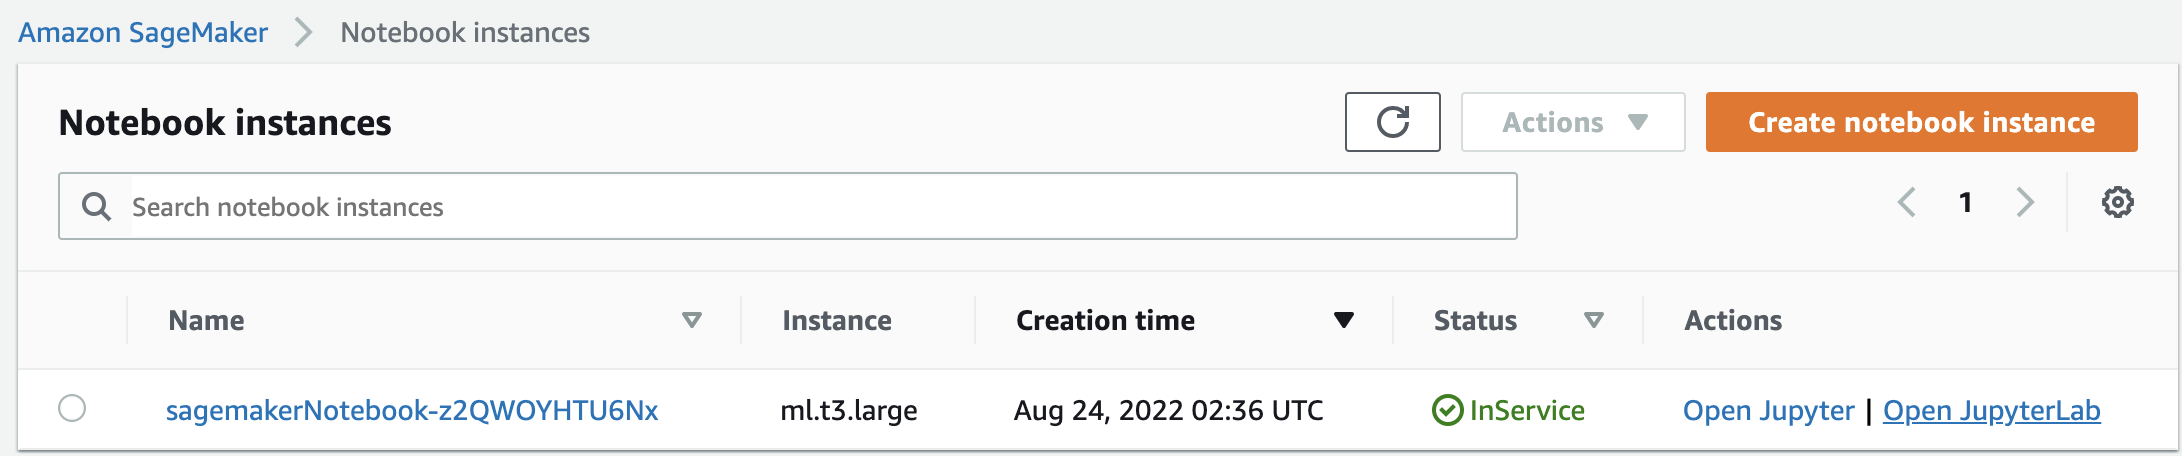 Amazon SageMaker Notebook instances
Notebook instances
Actions
Create notebook instance
Search notebook instances
1
Name Instance Creation time Status Actions
sagemakerNotebook-z2QWOYHTU6Nx ml.t3.large Aug 24, 2022 02:36 UTC InService Open Jupyter | Open JupyterLab